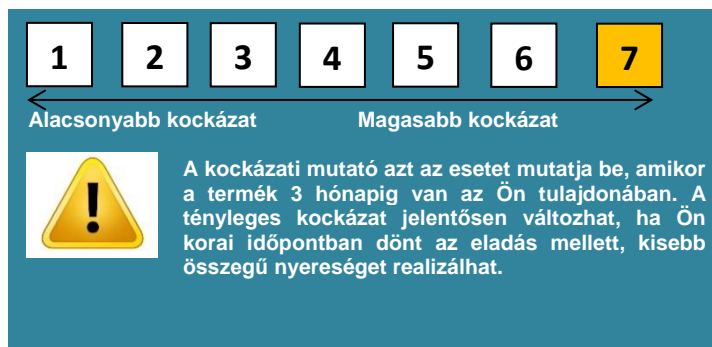 1 2 3 4 5 6 7
Alacsonyabb kockázat Magasabb kockázat
A kockázati mutató azt az esetet mutatja be, amikor
a termék 3 hónapig van az Ön tulajdonában. A
tényleges kockázat jelentősen változhat, ha Ön
korai időpontban dönt az eladás mellett, kisebb
összegű nyereséget realizálhat.